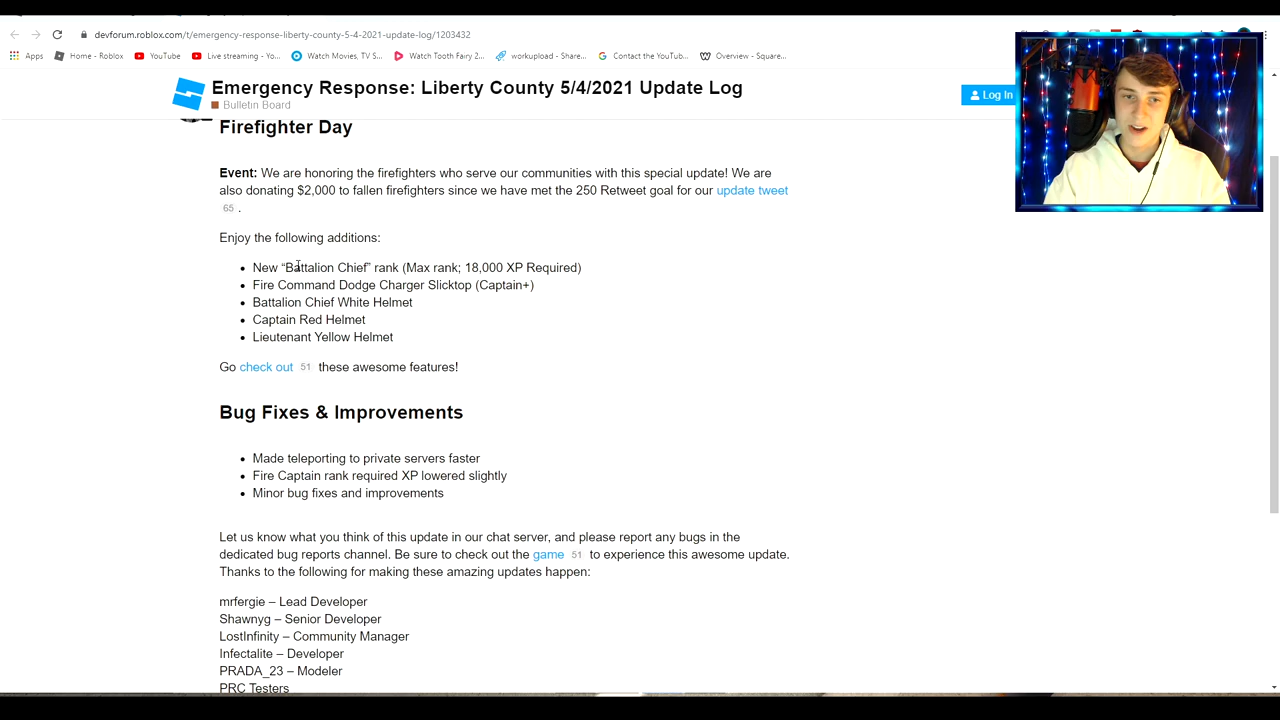 devforum.roblox.com/t/emergency-response-liberty-county-5-4-2021-update-log/1203432
Apps Home - Roblox YouTube Live streaming - Yo... Watch Movies, TV S... Watch Tooth Fairy 2... workupload - Share... Contact the YouTub... Overview - Square...
Emergency Response: Liberty County 5/4/2021 Update Log
Bulletin Board
Log In
Firefighter Day
Event: We are honoring the firefighters who serve our communities with this special update! We are
also donating $2,000 to fallen firefighters since we have met the 250 Retweet goal for our update tweet
65 .
Enjoy the following additions:
• New “Battalion Chief” rank (Max rank; 18,000 XP Required)
• Fire Command Dodge Charger Slicktop (Captain+)
• Battalion Chief White Helmet
• Captain Red Helmet
• Lieutenant Yellow Helmet
Go check out 51 these awesome features!
Bug Fixes & Improvements
• Made teleporting to private servers faster
• Fire Captain rank required XP lowered slightly
• Minor bug fixes and improvements
Let us know what you think of this update in our chat server, and please report any bugs in the
dedicated bug reports channel. Be sure to check out the game 51 to experience this awesome update.
Thanks to the following for making these amazing updates happen:
mrfergie – Lead Developer
Shawnyg – Senior Developer
LostInfinity – Community Manager
Infectalite – Developer
PRADA_23 – Modeler
PRC Testers